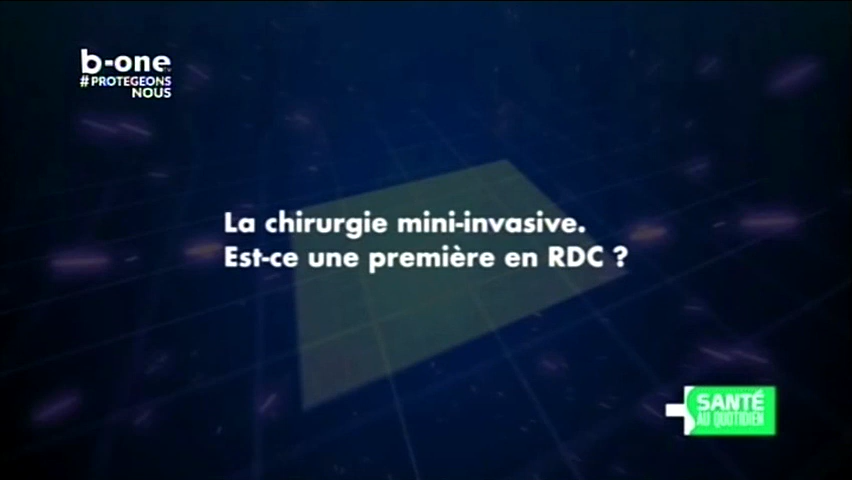 b-one
#PROTEGEONS
NOUS
La chirurgie mini-invasive.
Est-ce une première en RDC ?
SANTÉ
AU QUOTIDIEN